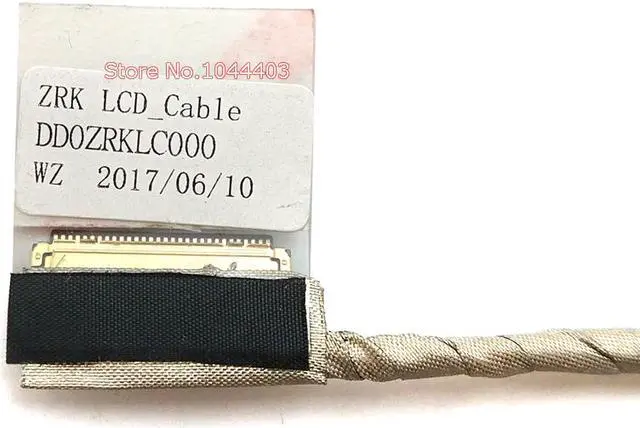 Store No.1044403
ZRK LCD_Cable
DD0ZRKLC000
WZ 2017/06/10